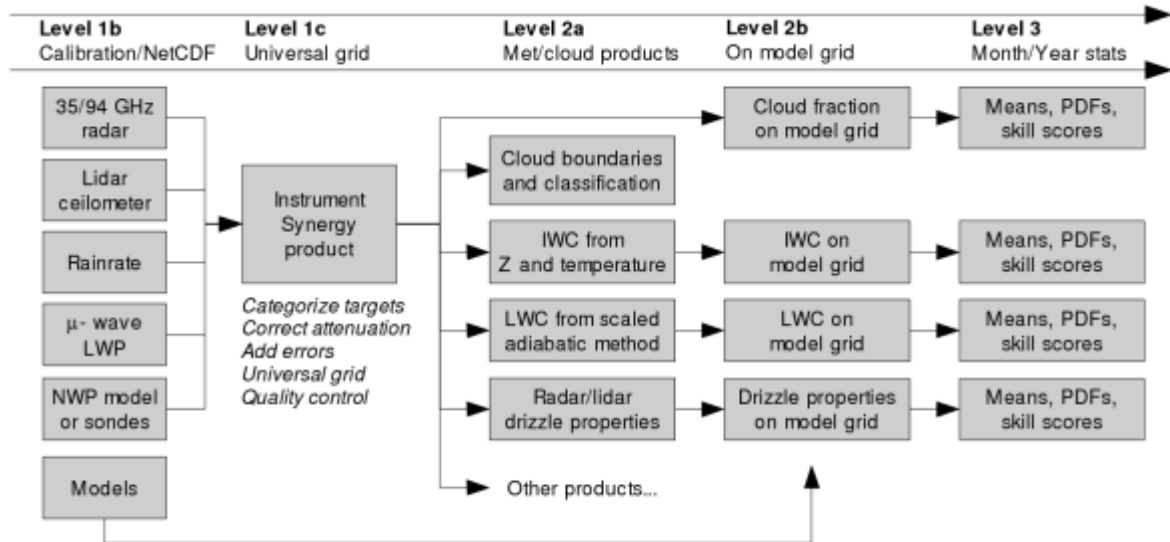 Level 1b
Calibration/NetCDF
Level 1c
Universal grid
Level 2a
Met/cloud products
Level 2b
On model grid
Level 3
Month/Year stats
35/94 GHz
radar
Lidar
ceilometer
Rainrate
μ- wave
LWP
NWP model
or sondes
Models
Instrument
Synergy
product
Categorize targets
Correct attenuation
Add errors
Universal grid
Quality control
Cloud boundaries
and classification
IWC from
Z and temperature
LWC from scaled
adiabatic method
Radar/lidar
drizzle properties
Other products...
Cloud fraction
on model grid
IWC on
model grid
LWC on
model grid
Drizzle properties
on model grid
Means, PDFs,
skill scores
Means, PDFs,
skill scores
Means, PDFs,
skill scores
Means, PDFs,
skill scores